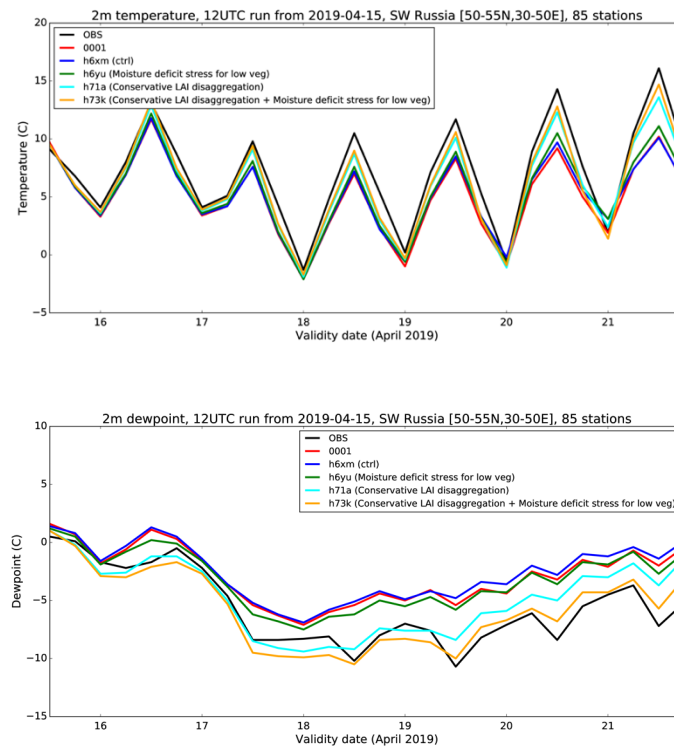 2m temperature, 12UTC run from 2019-04-15, SW Russia [50-55N,30-50E], 85 stations
20
15
10
5
0
−5
Temperature (C)
OBS
0001
h6xm (ctrl)
h6yu (Moisture deficit stress for low veg)
h71a (Conservative LAI disaggregation)
h73k (Conservative LAI disaggregation + Moisture deficit stress for low veg)
16 17 18 19 20 21
Validity date (April 2019)
2m dewpoint, 12UTC run from 2019-04-15, SW Russia [50-55N,30-50E], 85 stations
10
5
0
−5
−10
−15
Dewpoint (C)
OBS
0001
h6xm (ctrl)
h6yu (Moisture deficit stress for low veg)
h71a (Conservative LAI disaggregation)
h73k (Conservative LAI disaggregation + Moisture deficit stress for low veg)
16 17 18 19 20 21
Validity date (April 2019)